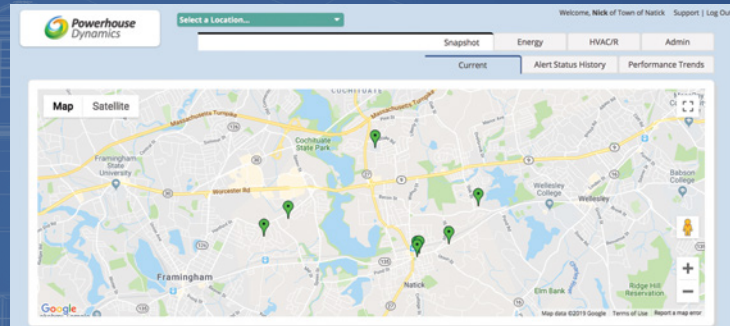 Powerhouse
Dynamics
Select a Location...
Welcome, Nick of Town of Natick Support | Log Out
Snapshot Energy HVAC/R Admin
Current Alert Status History Performance Trends
Map Satellite
COCHITUATE
Massachusetts Turnpike
Massachusetts Turnpike
Cochituate
State Park
Framingham
State University
Worcester Rd
Wellesley
College
Wellesley
Babson
College
Framingham
Natick
Elm Bank
Ridge Hill
Reservation
Google
Map data ©2019 Google Terms of Use Report a map error